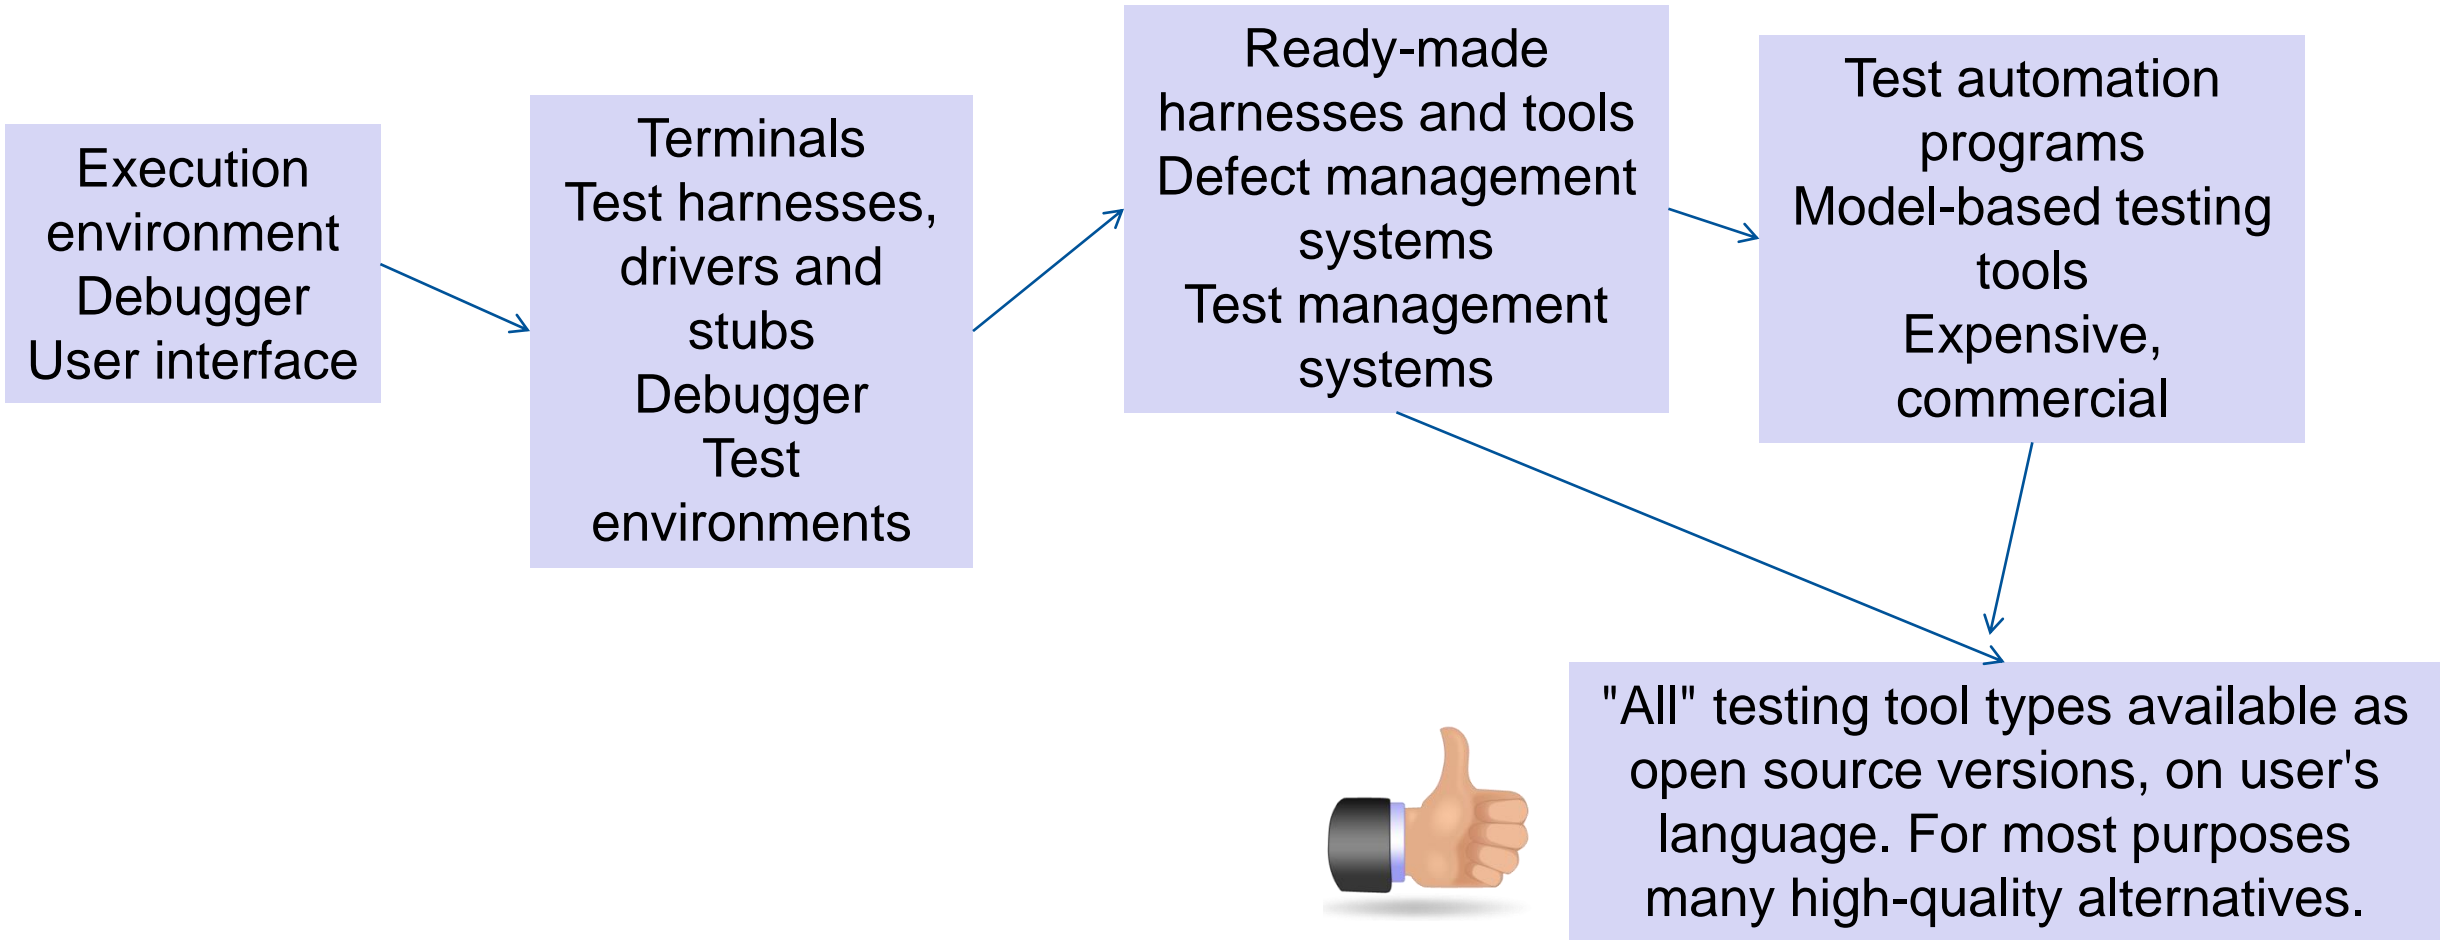 Execution
environment
Debugger
User interface
Terminals
Test harnesses,
drivers and
stubs
Debugger
Test
environments
Ready-made
harnesses and tools
Defect management
systems
Test management
systems
Test automation
programs
Model-based testing
tools
Expensive,
commercial
"All" testing tool types available as
open source versions, on user's
language. For most purposes
many high-quality alternatives.